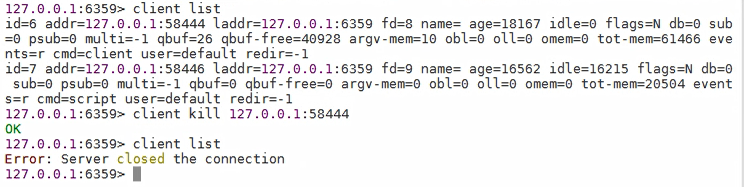 127.0.0.1:6359> client list
id=6 addr=127.0.0.1:58444 laddr=127.0.0.1:6359 fd=8 name= age=18167 idle=0 flags=N db=0 sub
=0 psub=0 multi=-1 qbuf=26 qbuf-free=40928 argv-mem=10 obl=0 oll=0 omem=0 tot-mem=61466 eve
nts=r cmd=client user=default redir=-1
id=7 addr=127.0.0.1:58446 laddr=127.0.0.1:6359 fd=9 name= age=16562 idle=16215 flags=N db=0
 sub=0 psub=0 multi=-1 qbuf=0 qbuf-free=0 argv-mem=0 obl=0 oll=0 omem=0 tot-mem=20504 event
s=r cmd=script user=default redir=-1
127.0.0.1:6359> client kill 127.0.0.1:58444
OK
127.0.0.1:6359> client list
Error: Server closed the connection
127.0.0.1:6359>